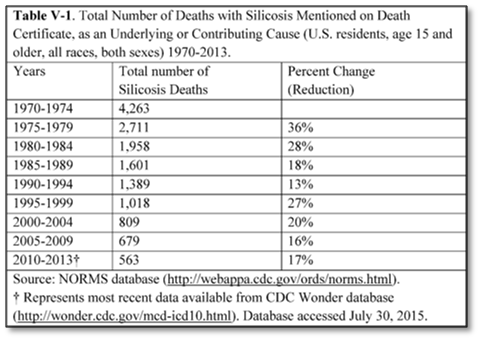 Table V-1. Total Number of Deaths with Silicosis Mentioned on Death
Certificate, as an Underlying or Contributing Cause (U.S. residents, age 15 and
older, all races, both sexes) 1970-2013.
Years Total number of Silicosis Deaths Percent Change (Reduction)
1970-1974 4,263
1975-1979 2,711 36%
1980-1984 1,958 28%
1985-1989 1,601 18%
1990-1994 1,389 13%
1995-1999 1,018 27%
2000-2004 809 20%
2005-2009 679 16%
2010-2013† 563 17%
Source: NORMS database (http://webappa.cdc.gov/ords/norms.html).
† Represents most recent data available from CDC Wonder database
(http://wonder.cdc.gov/mcd-icd10.html). Database accessed July 30, 2015.